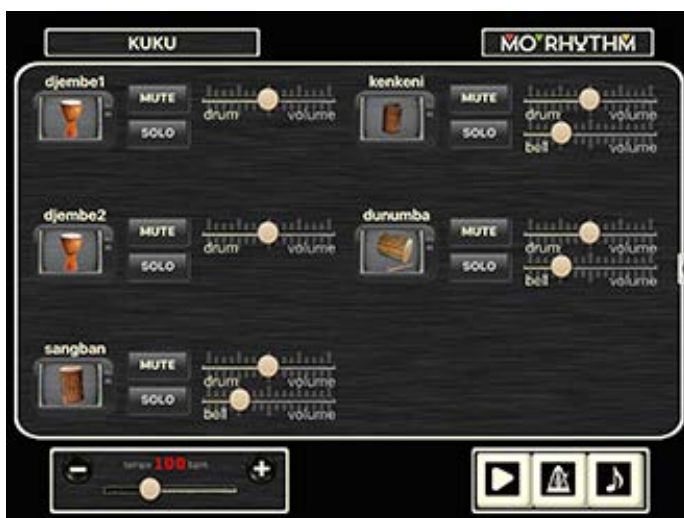 KUKU
MO'RHYTHM
djembe1
MUTE
SOLO
drum volume
kenkeni
MUTE
SOLO
drum volume
bell volume
djembe2
MUTE
SOLO
drum volume
dunumba
MUTE
SOLO
drum volume
bell volume
sangban
MUTE
SOLO
drum volume
bell volume
tempo 100 bpm